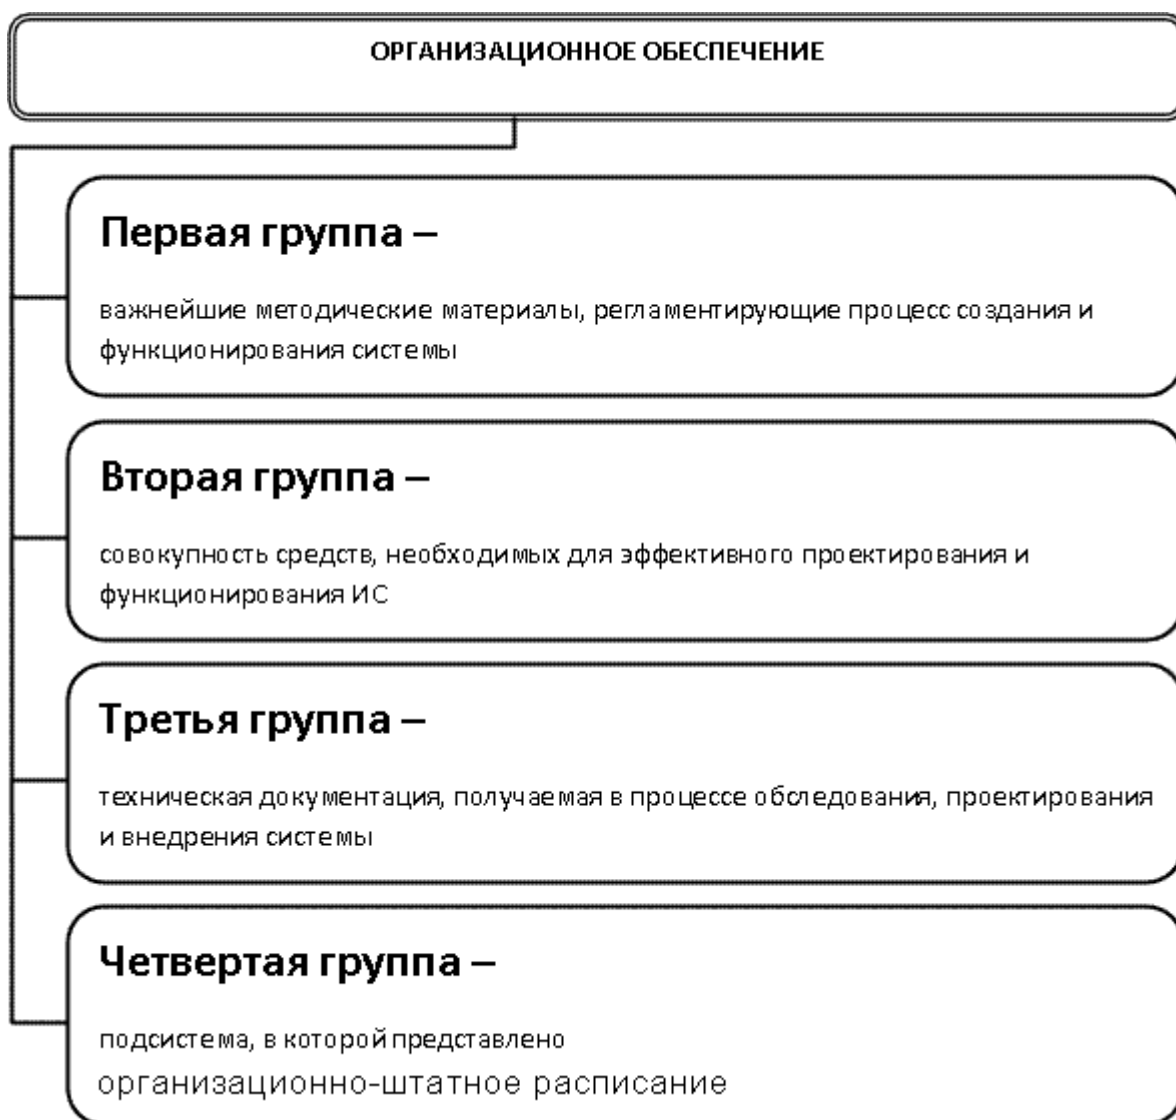 ОРГАНИЗАЦИОННОЕ ОБЕСПЕЧЕНИЕ
Первая группа –
важнейшие методические материалы, регламентирующие процесс создания и
функционирования системы
Вторая группа –
совокупность средств, необходимых для эффективного проектирования и
функционирования ИС
Третья группа –
техническая документация, получаемая в процессе обследования, проектирования
и внедрения системы
Четвертая группа –
подсистема, в которой представлено
организационно-штатное расписание